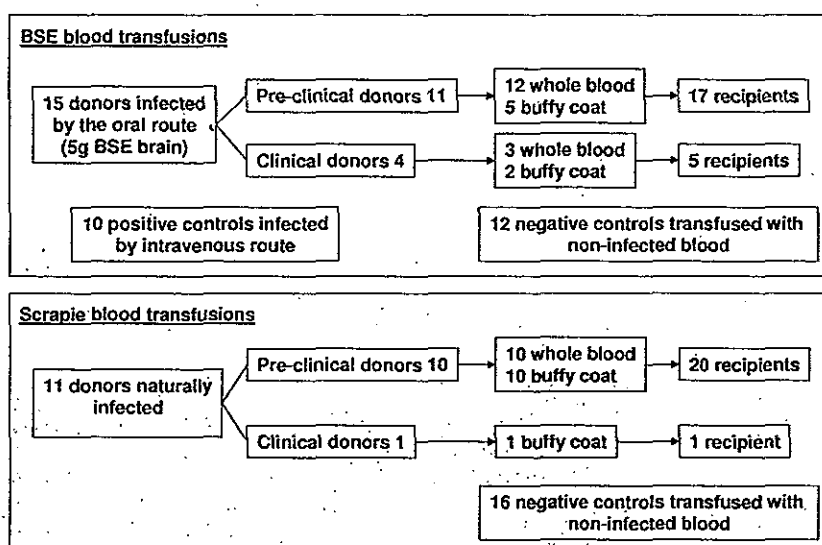 BSE blood transfusions
15 donors infected
by the oral route
(5g BSE brain)
Pre-clinical donors 11
12 whole blood
5 buffy coat
17 recipients
Clinical donors 4
3 whole blood
2 buffy coat
5 recipients
10 positive controls infected
by intravenous route
12 negative controls transfused with
non-infected blood
Scrapie blood transfusions
11 donors naturally
infected
Pre-clinical donors 10
10 whole blood
10 buffy coat
20 recipients
Clinical donors 1
1 buffy coat
1 recipient
16 negative controls transfused with
non-infected blood